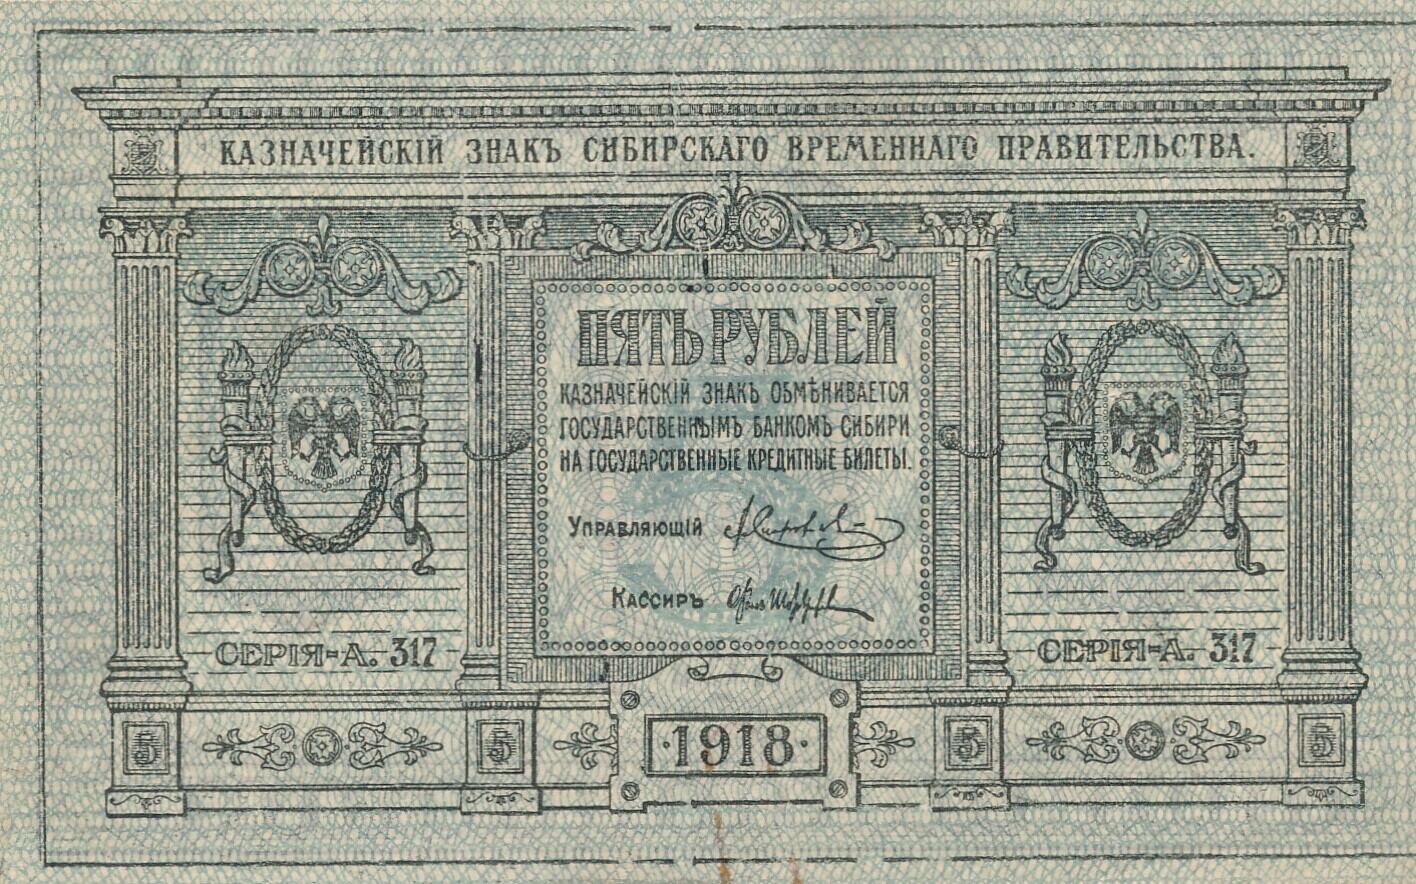 КАЗНАЧЕЙСКІЙ ЗНАКЪ СИБИРСКАГО ВРЕМЕННАГО ПРАВИТЕЛЬСТВА.
ПЯТЬ РУБЛЕЙ
КАЗНАЧЕЙСКІЙ ЗНАКЪ ОБМѢНИВАЕТСЯ
ГОСУДАРСТВЕННЫМЪ БАНКОМЪ СИБИРИ
НА ГОСУДАРСТВЕННЫЕ КРЕДИТНЫЕ БИЛЕТЫ.
УПРАВЛЯЮЩІЙ
КАССИРЪ
СЕРІЯ-А. 317
СЕРІЯ-А. 317
5
5
·1918·
5
5